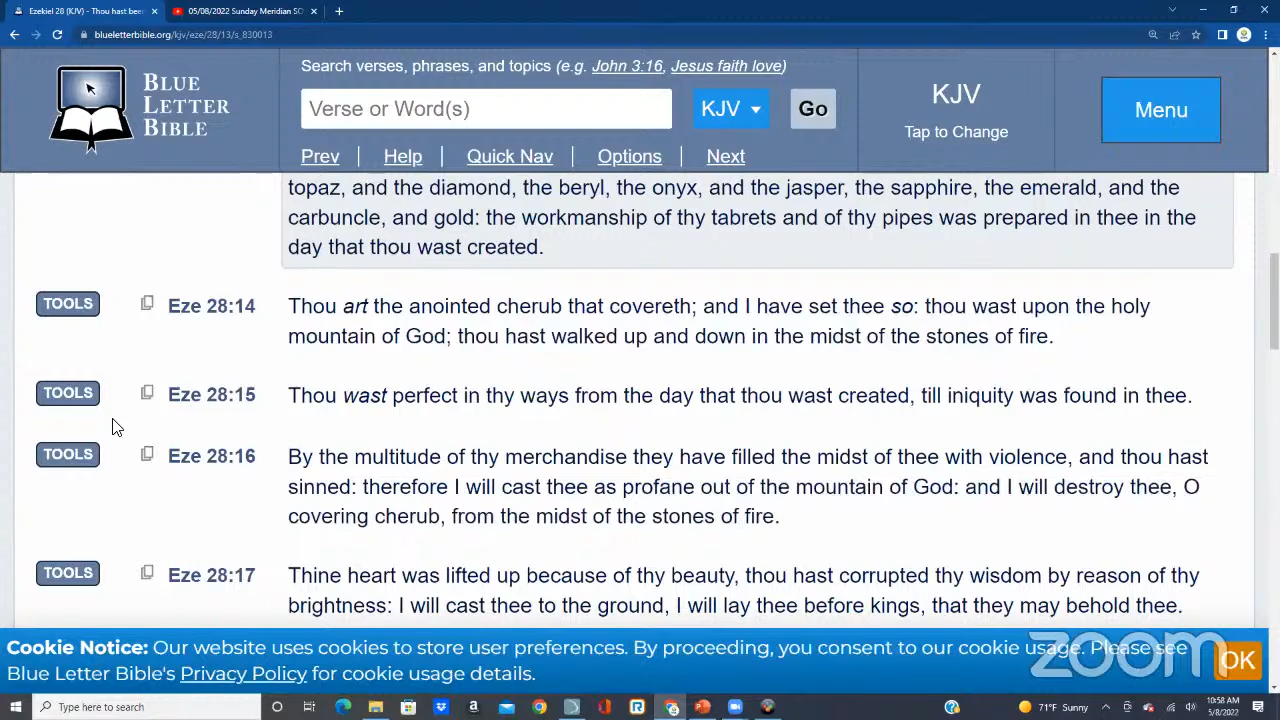 Ezekiel 28 (KJV) - Thou hast bee
05/08/2022 Sunday Meridian SO
blueletterbible.org/kjv/eze/28/13/s_830013
BLUE
LETTER
BIBLE
Search verses, phrases, and topics (e.g. John 3:16, Jesus faith love)
Verse or Word(s)
KJV
Go
Prev
Help
Quick Nav
Options
Next
KJV
Tap to Change
Menu
topaz, and the diamond, the beryl, the onyx, and the jasper, the sapphire, the emerald, and the
carbuncle, and gold: the workmanship of thy tabrets and of thy pipes was prepared in thee in the
day that thou wast created.
TOOLS Eze 28:14 Thou art the anointed cherub that covereth; and I have set thee so: thou wast upon the holy
mountain of God; thou hast walked up and down in the midst of the stones of fire.
TOOLS Eze 28:15 Thou wast perfect in thy ways from the day that thou wast created, till iniquity was found in thee.
TOOLS Eze 28:16 By the multitude of thy merchandise they have filled the midst of thee with violence, and thou hast
sinned: therefore I will cast thee as profane out of the mountain of God: and I will destroy thee, O
covering cherub, from the midst of the stones of fire.
TOOLS Eze 28:17 Thine heart was lifted up because of thy beauty, thou hast corrupted thy wisdom by reason of thy
brightness: I will cast thee to the ground, I will lay thee before kings, that they may behold thee.
Cookie Notice: Our website uses cookies to store user preferences. By proceeding, you consent to our cookie usage. Please see
Blue Letter Bible's Privacy Policy for cookie usage details.
OK
zoom
Type here to search
71°F Sunny
10:58 AM
5/8/2022